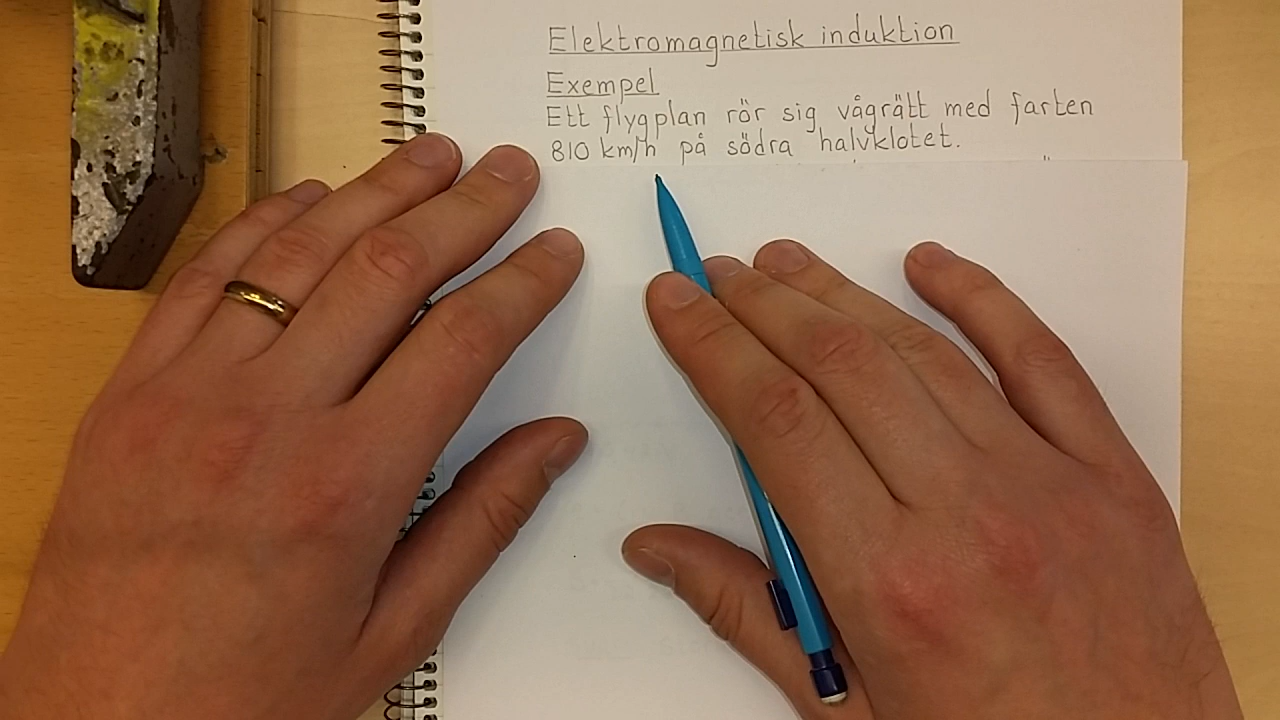 Elektromagnetisk induktion
Exempel
Ett flygplan rör sig vågrätt med farten
810 km/h på södra halvklotet.